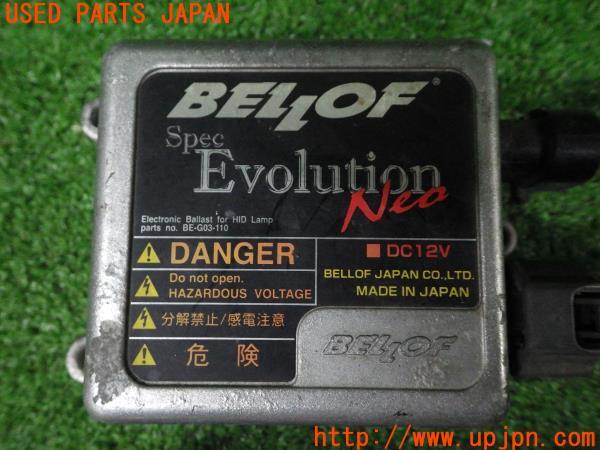 USED PARTS JAPAN
BELLOF®
Spec
Evolution
Neo
Electronic Ballast for HID Lamp
parts no. BE-G03-110
DANGER
DC12V
Do not open.
HAZARDOUS VOLTAGE
BELLOF JAPAN CO.,LTD.
MADE IN JAPAN
分解禁止/感電注意
危険
BELLOF
https://www.upjpn.com/